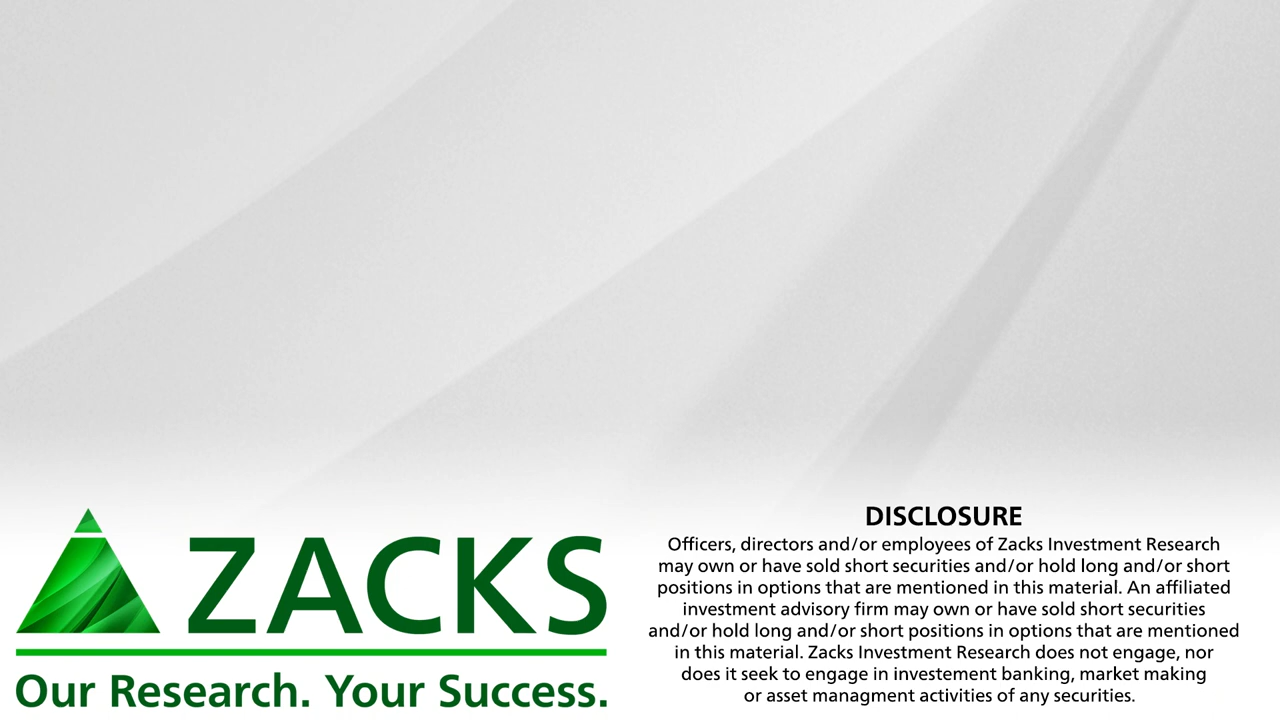 ZACKS
Our Research. Your Success.
DISCLOSURE
Officers, directors and/or employees of Zacks Investment Research
may own or have sold short securities and/or hold long and/or short
positions in options that are mentioned in this material. An affiliated
investment advisory firm may own or have sold short securities
and/or hold long and/or short positions in options that are mentioned
in this material. Zacks Investment Research does not engage, nor
does it seek to engage in investement banking, market making
or asset managment activities of any securities.